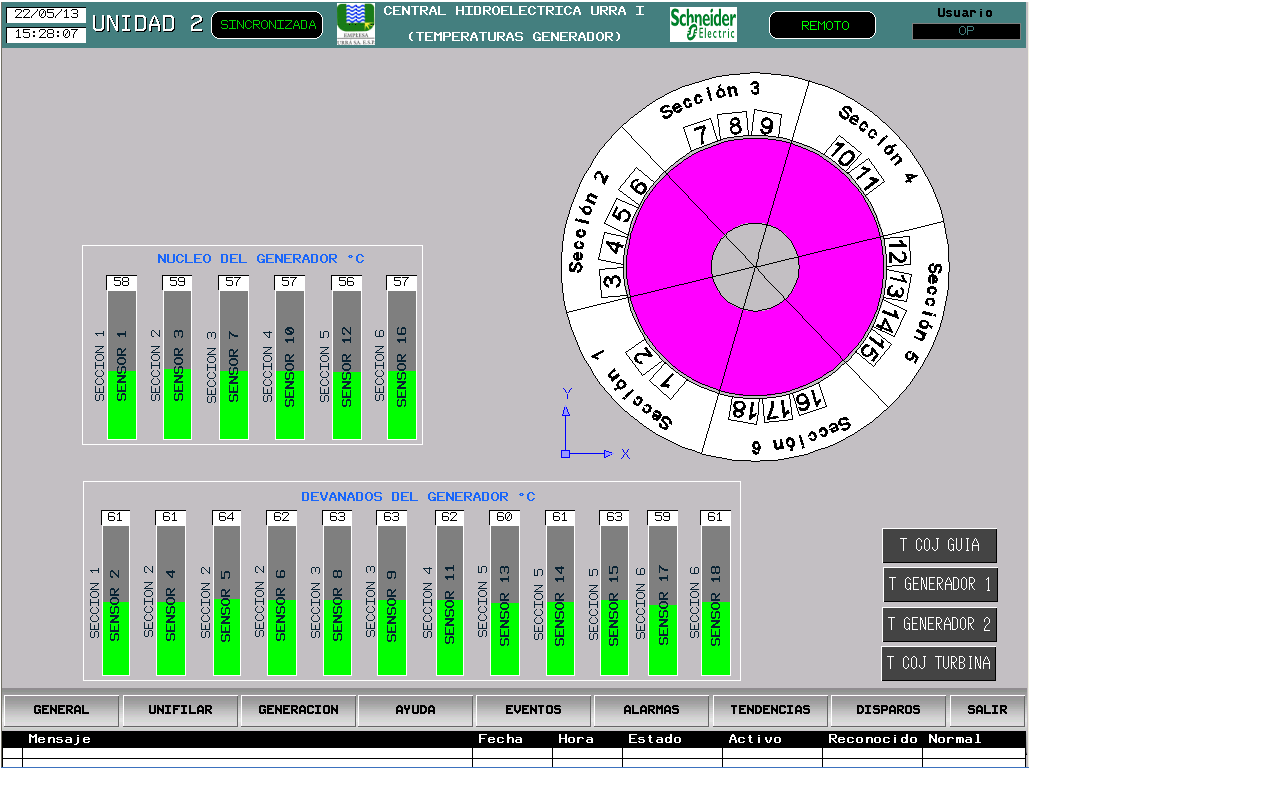 22/05/13
15:28:07
UNIDAD 2
SINCRONIZADA
EMPLESA
URRA S.A. E.S.P.
CENTRAL HIDROELECTRICA URRA I
(TEMPERATURAS GENERADOR)
Schneider
Electric
REMOTO
Usuario
OP
Sección 3
7 8 9
Sección 4
10 11
Sección 2
3 4 5 6
Sección 5
12 13 14 15
Sección 1
1 2
Sección 6
16 17 18
Y
X
NUCLEO DEL GENERADOR °C
58 59 57 57 56 57
SECCION 1 SENSOR 1
SECCION 2 SENSOR 3
SECCION 3 SENSOR 7
SECCION 4 SENSOR 10
SECCION 5 SENSOR 12
SECCION 6 SENSOR 16
DEVANADOS DEL GENERADOR °C
61 61 64 62 63 63 62 60 61 63 59 61
SECCION 1 SENSOR 2
SECCION 2 SENSOR 4
SECCION 2 SENSOR 5
SECCION 2 SENSOR 6
SECCION 3 SENSOR 8
SECCION 3 SENSOR 9
SECCION 4 SENSOR 11
SECCION 5 SENSOR 13
SECCION 5 SENSOR 14
SECCION 5 SENSOR 15
SECCION 6 SENSOR 17
SECCION 6 SENSOR 18
T COJ GUIA
T GENERADOR 1
T GENERADOR 2
T COJ TURBINA
GENERAL UNIFILAR GENERACION AYUDA EVENTOS ALARMAS TENDENCIAS DISPAROS SALIR
Mensaje Fecha Hora Estado Activo Reconocido Normal